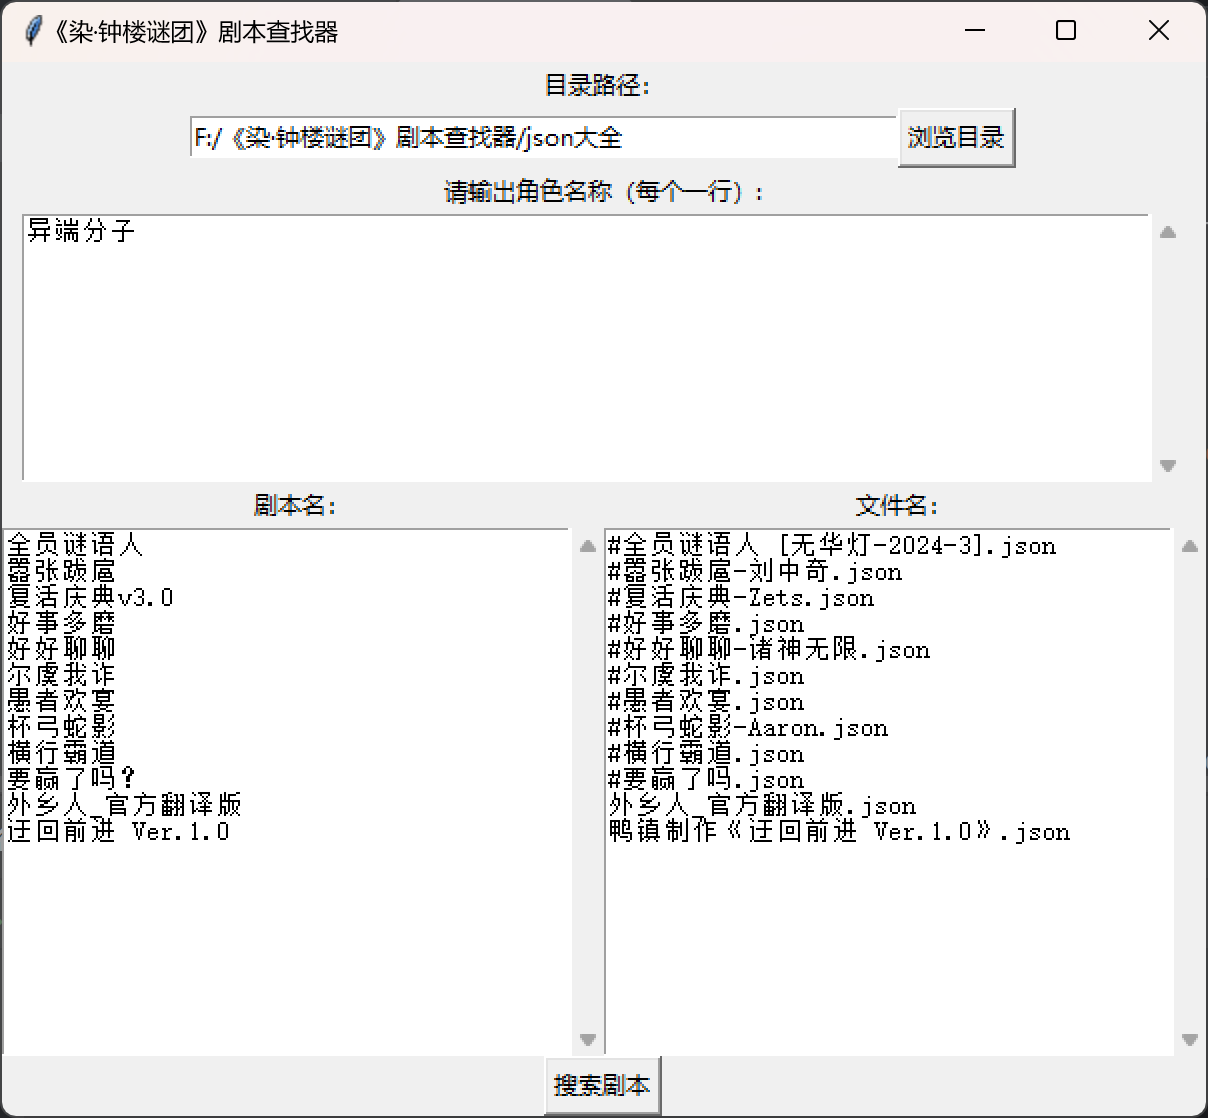 《染·钟楼谜团》剧本查找器
目录路径：
F:/《染·钟楼谜团》剧本查找器/json大全
浏览目录
请输出角色名称（每个一行）:
异端分子
剧本名：
全员谜语人
嚣张跋扈
复活庆典v3.0
好事多磨
好好聊聊
尔虞我诈
愚者欢宴
杯弓蛇影
横行霸道
要赢了吗？
外乡人_官方翻译版
迂回前进 Ver.1.0
文件名：
#全员谜语人 [无华灯-2024-3].json
#嚣张跋扈-刘中奇.json
#复活庆典-Zets.json
#好事多磨.json
#好好聊聊-诸神无限.json
#尔虞我诈.json
#愚者欢宴.json
#杯弓蛇影-Aaron.json
#横行霸道.json
#要赢了吗.json
外乡人_官方翻译版.json
鸭镇制作《迂回前进 Ver.1.0》.json
搜索剧本